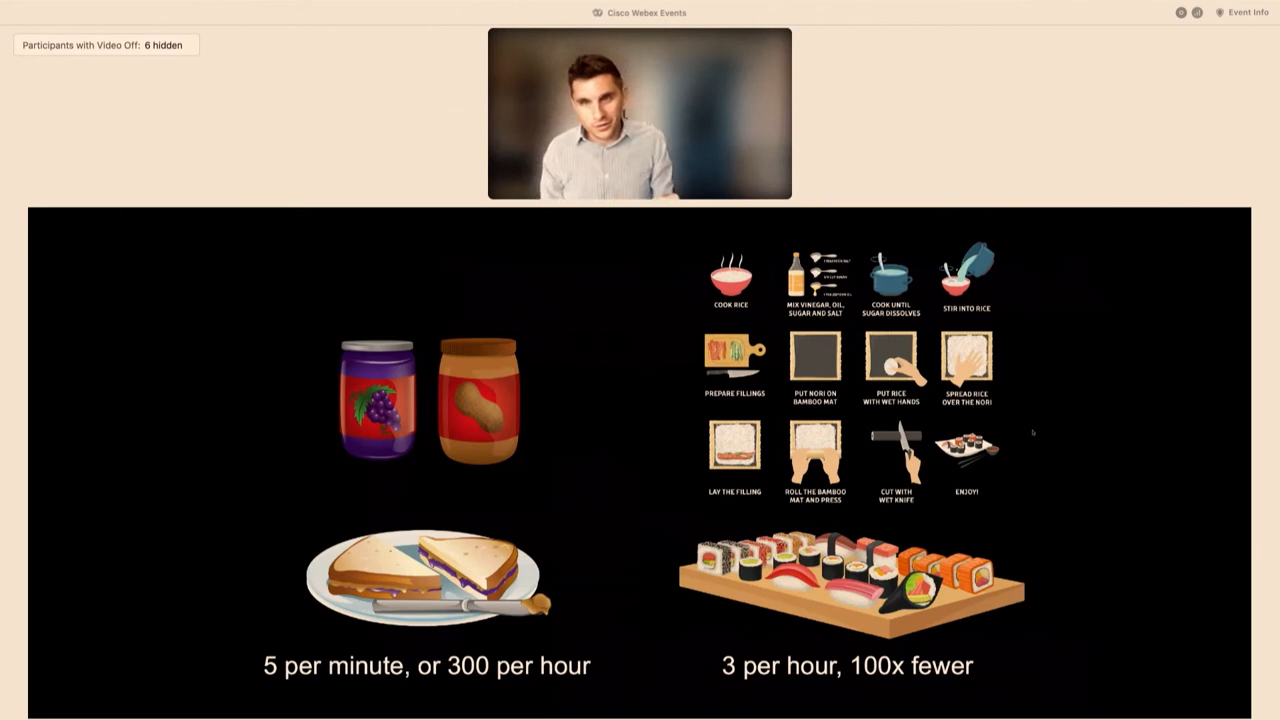 Cisco Webex Events
Event Info
Participants with Video Off: 6 hidden
COOK RICE
MIX VINEGAR, OIL,
SUGAR AND SALT
COOK UNTIL
SUGAR DISSOLVES
STIR INTO RICE
PREPARE FILLINGS
PUT NORI ON
BAMBOO MAT
PUT RICE
WITH WET HANDS
SPREAD RICE
OVER THE NORI
LAY THE FILLING
ROLL THE BAMBOO
MAT AND PRESS
CUT WITH
WET KNIFE
ENJOY!
5 per minute, or 300 per hour
3 per hour, 100x fewer